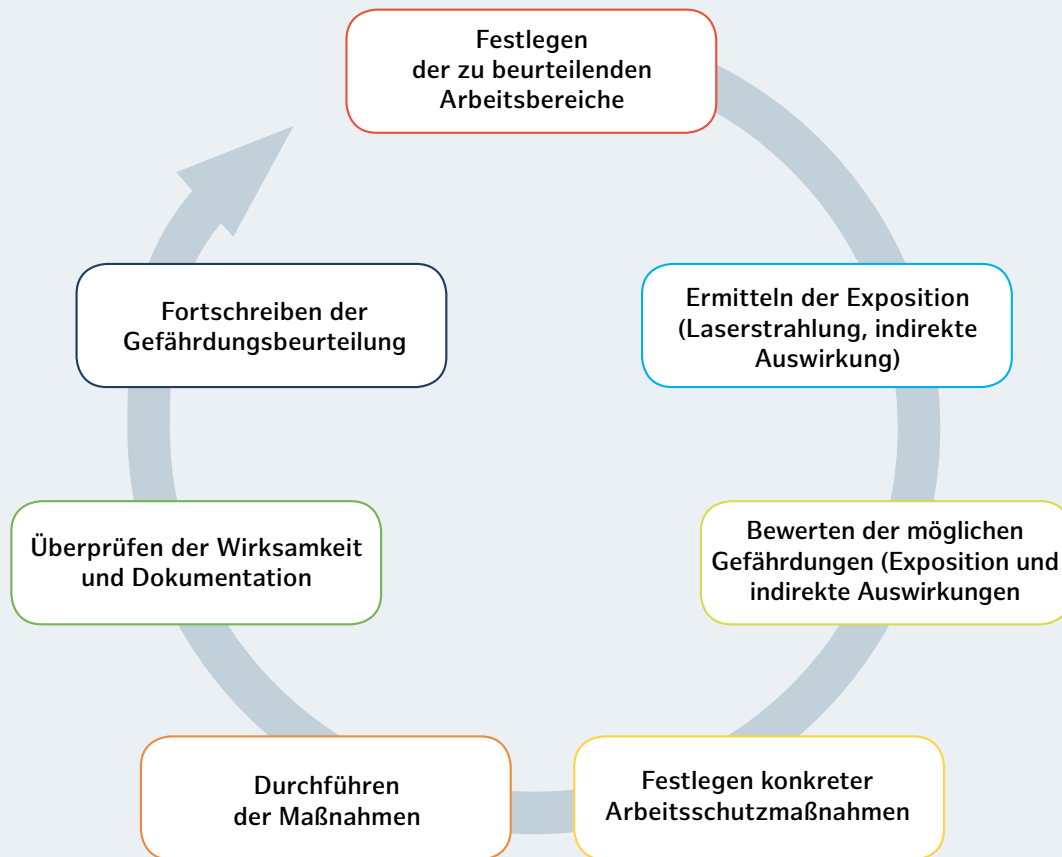 Festlegen
der zu beurteilenden
Arbeitsbereiche
Ermitteln der Exposition
(Laserstrahlung, indirekte
Auswirkung)
Bewerten der möglichen
Gefährdungen (Exposition und
indirekte Auswirkungen
Festlegen konkreter
Arbeitsschutzmaßnahmen
Durchführen
der Maßnahmen
Überprüfen der Wirksamkeit
und Dokumentation
Fortschreiben der
Gefährdungsbeurteilung